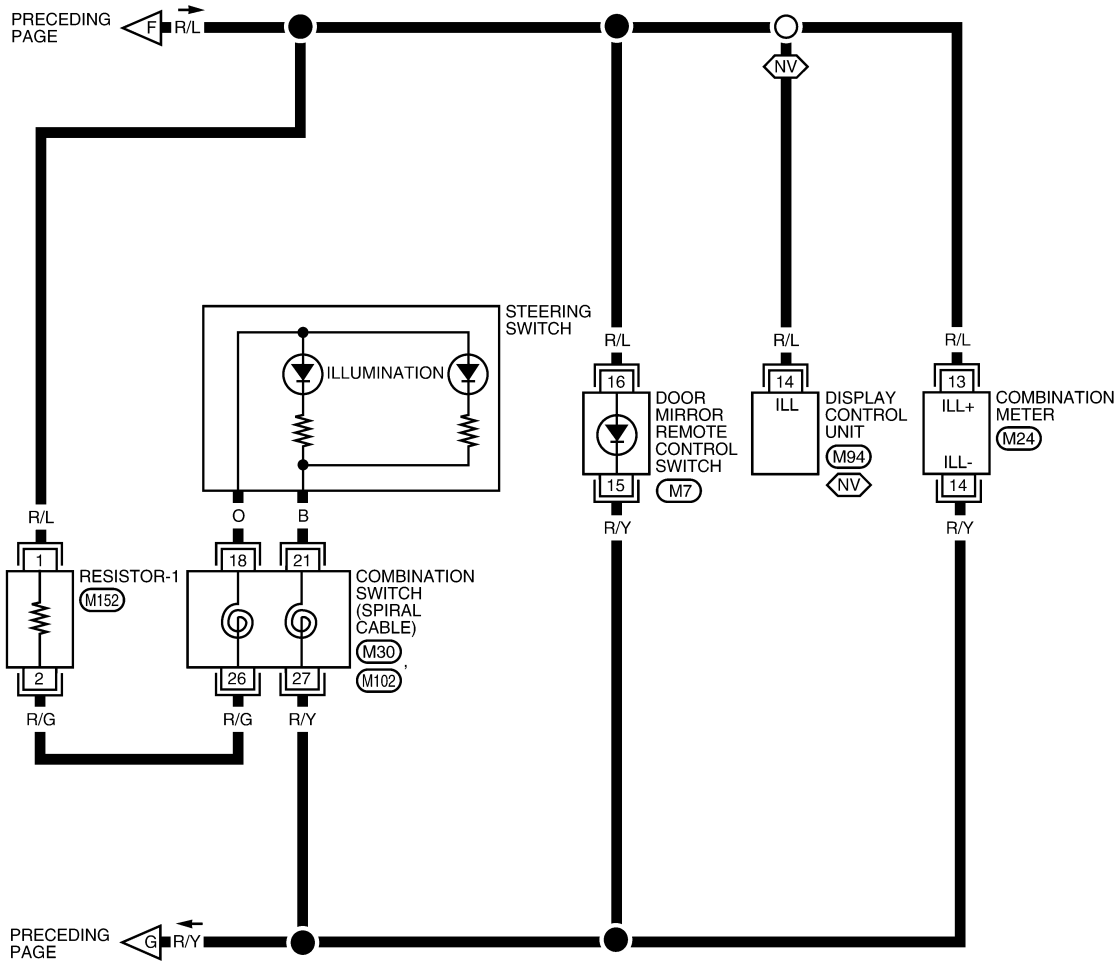 PRECEDING
PAGE
F
R/L
NV
STEERING
SWITCH
ILLUMINATION
R/L
R/L
R/L
16
14
13
DOOR
MIRROR
REMOTE
CONTROL
SWITCH
M7
ILL
DISPLAY
CONTROL
UNIT
M94
NV
ILL+
ILL-
COMBINATION
METER
M24
15
14
R/Y
R/Y
R/L
O
B
1
18
21
RESISTOR-1
M152
COMBINATION
SWITCH
(SPIRAL
CABLE)
M30
,
M102
2
26
27
R/G
R/G
R/Y
PRECEDING
PAGE
G
R/Y